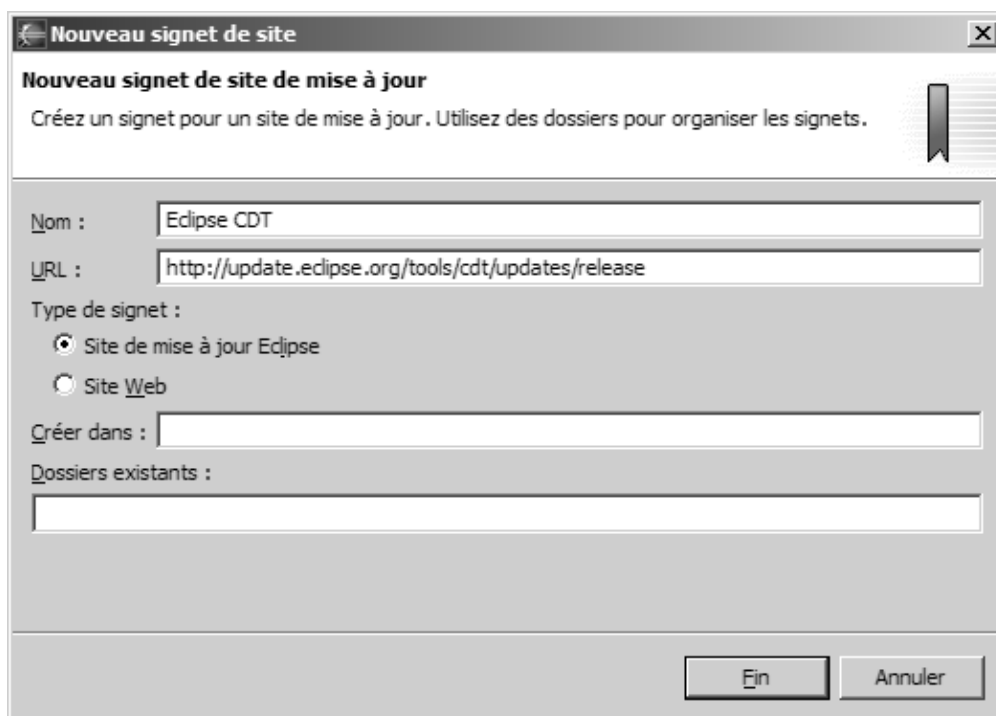 Nouveau signet de site
Nouveau signet de site de mise à jour
Créez un signet pour un site de mise à jour. Utilisez des dossiers pour organiser les signets.
Nom : Eclipse CDT
URL : http://update.eclipse.org/tools/cdt/updates/release
Type de signet :
Site de mise à jour Eclipse
Site Web
Créer dans :
Dossiers existants :
Fin Annuler